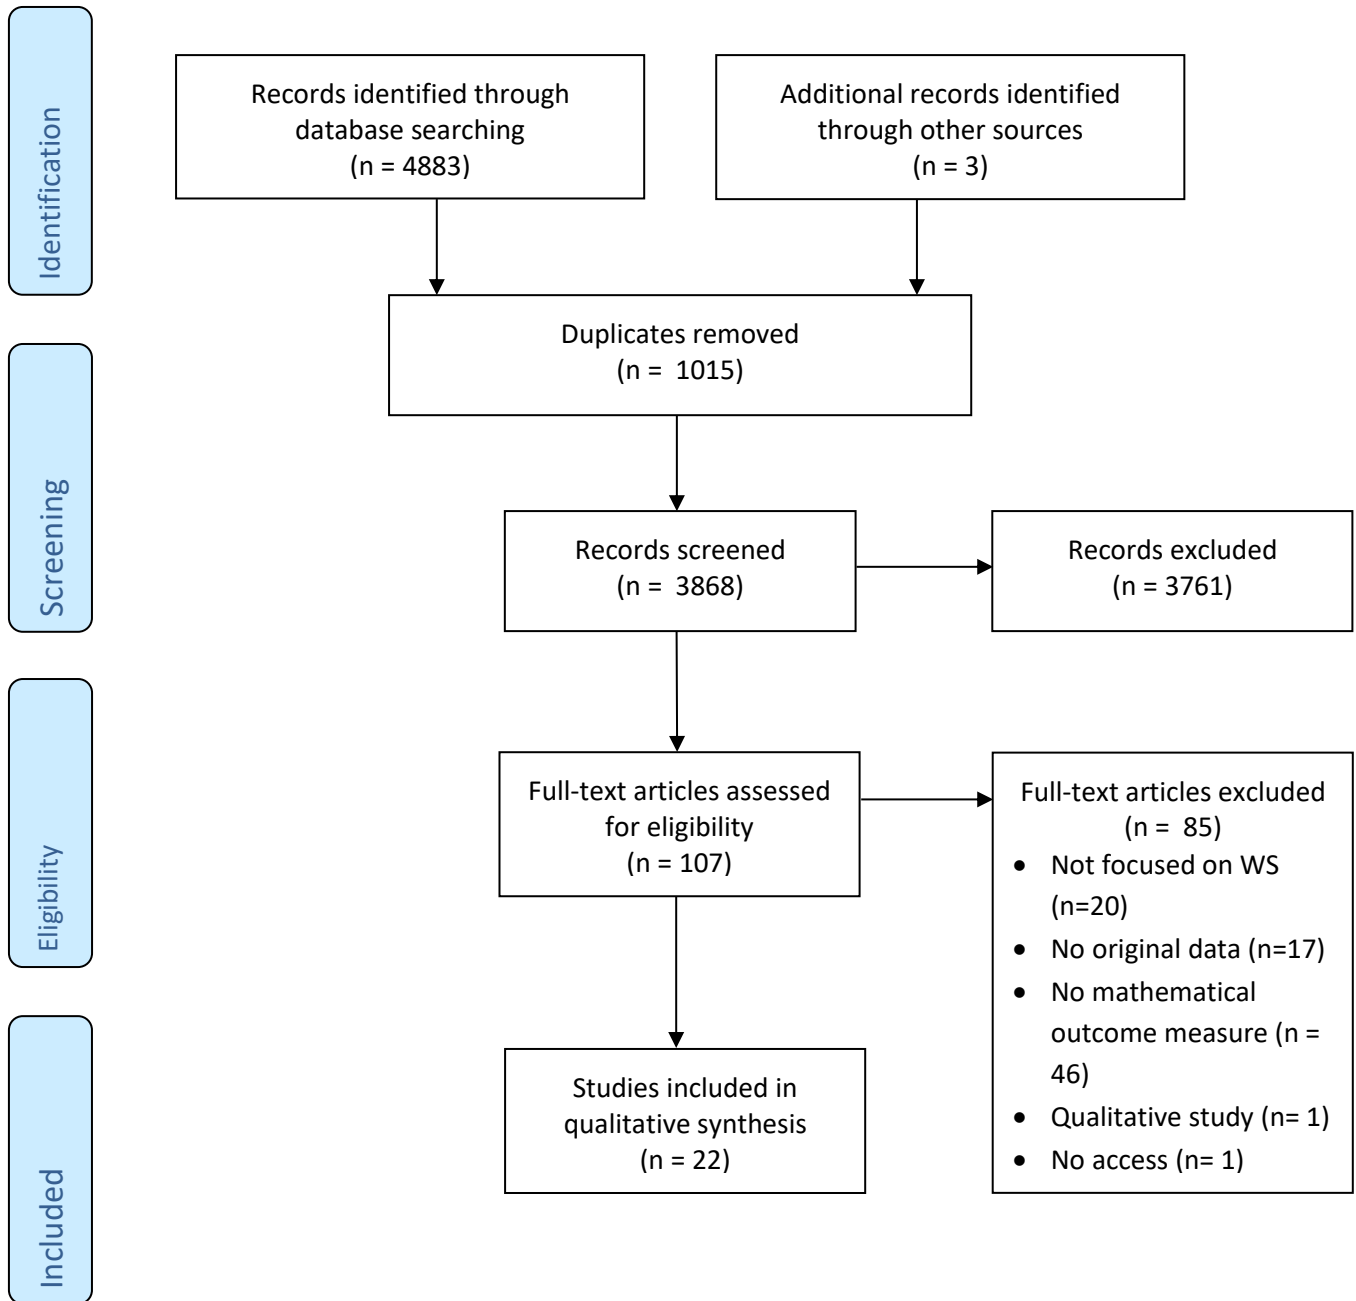 Identification
Records identified through
database searching
(n = 4883)
Additional records identified
through other sources
(n = 3)
Duplicates removed
(n = 1015)
Screening
Records screened
(n = 3868)
Records excluded
(n = 3761)
Eligibility
Full-text articles assessed
for eligibility
(n = 107)
Full-text articles excluded
(n = 85)
• Not focused on WS
(n=20)
• No original data (n=17)
• No mathematical
outcome measure (n =
46)
• Qualitative study (n= 1)
• No access (n= 1)
Included
Studies included in
qualitative synthesis
(n = 22)